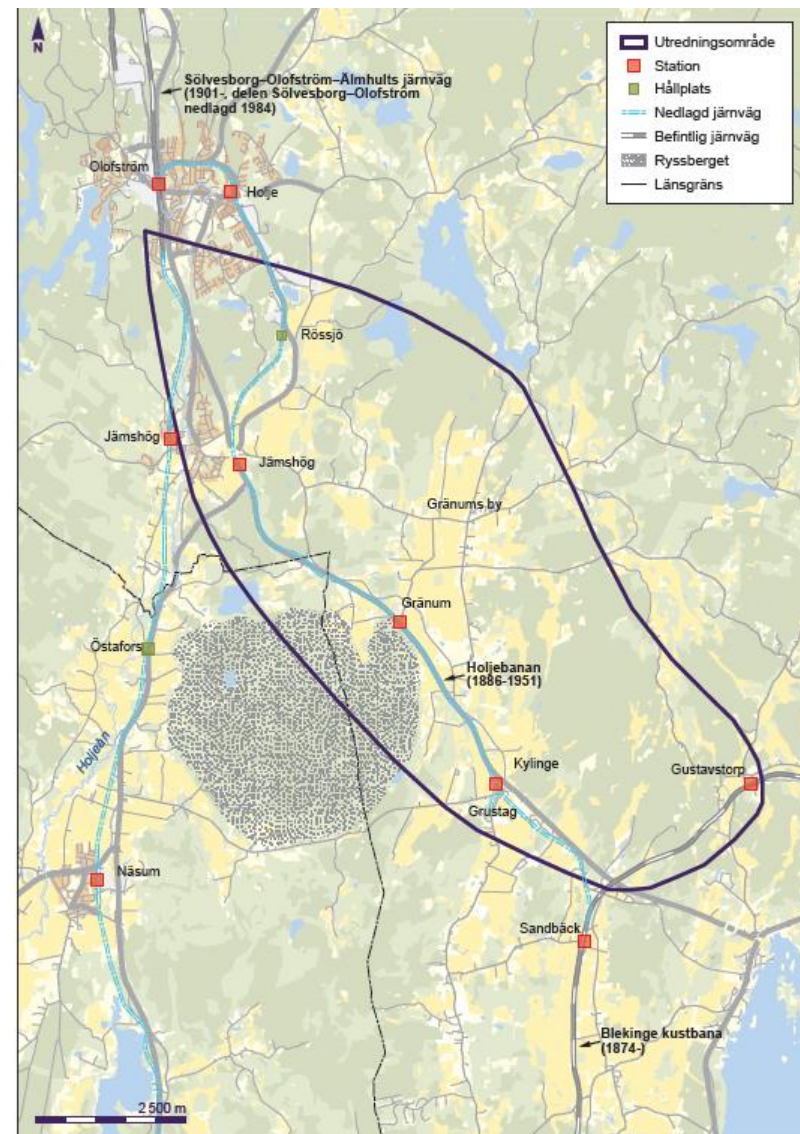 N
Utredningsområde
Station
Hållplats
Nedlagd järnväg
Befintlig järnväg
Ryssberget
Länsgräns
Sölvesborg–Olofström–Älmhults järnväg
(1901-, delen Sölvesborg–Olofström
nedlagd 1984)
Olofström
Holje
Rössjö
Jämshög
Jämshög
Gränums by
Gränum
Östafors
Holjebanan
(1886-1951)
Holjeån
Kylinge
Gustavstorp
Grustag
Näsum
Sandbäck
Blekinge kustbana
(1874-)
2 500 m